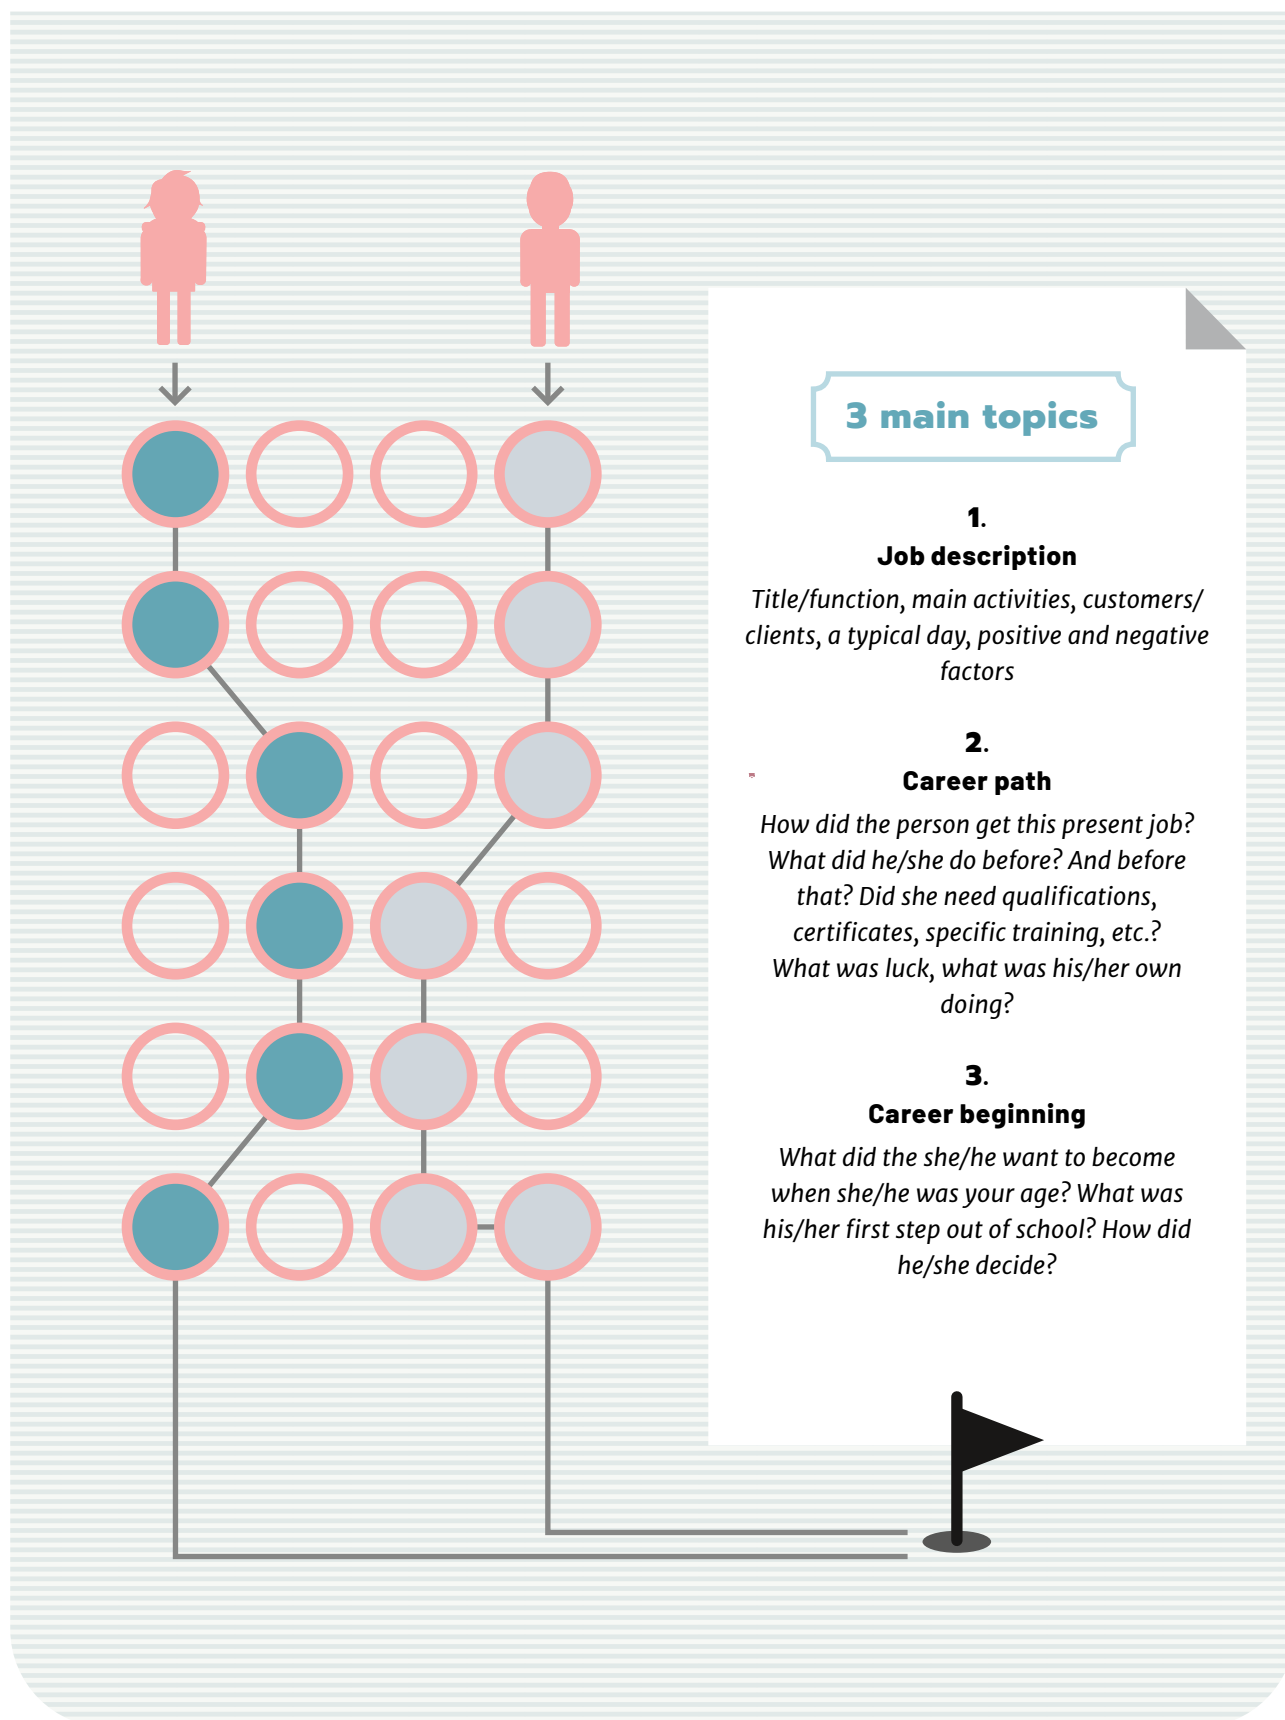 3 main topics
1.
Job description
Title/function, main activities, customers/
clients, a typical day, positive and negative
factors
2.
Career path
How did the person get this present job?
What did he/she do before? And before
that? Did she need qualifications,
certificates, specific training, etc.?
What was luck, what was his/her own
doing?
3.
Career beginning
What did the she/he want to become
when she/he was your age? What was
his/her first step out of school? How did
he/she decide?